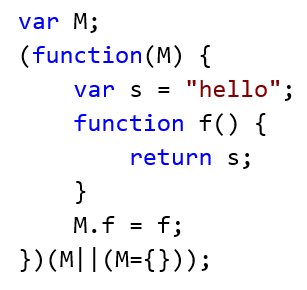 var M;
(function(M) {
    var s = "hello";
    function f() {
        return s;
    }
    M.f = f;
})(M||(M={}));